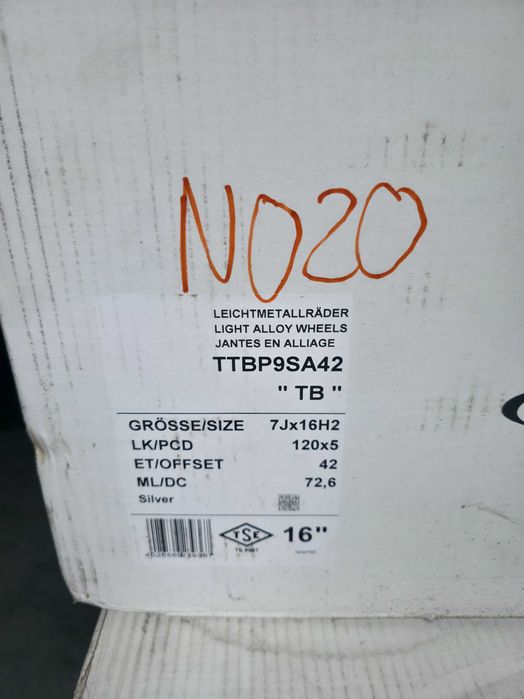 NO20
LEICHTMETALLRÄDER
LIGHT ALLOY WHEELS
JANTES EN ALLIAGE
TTBP9SA42
" TB "
GRÖSSE/SIZE 7Jx16H2
LK/PCD 120x5
ET/OFFSET 42
ML/DC 72,6
Silver
TSE 16"